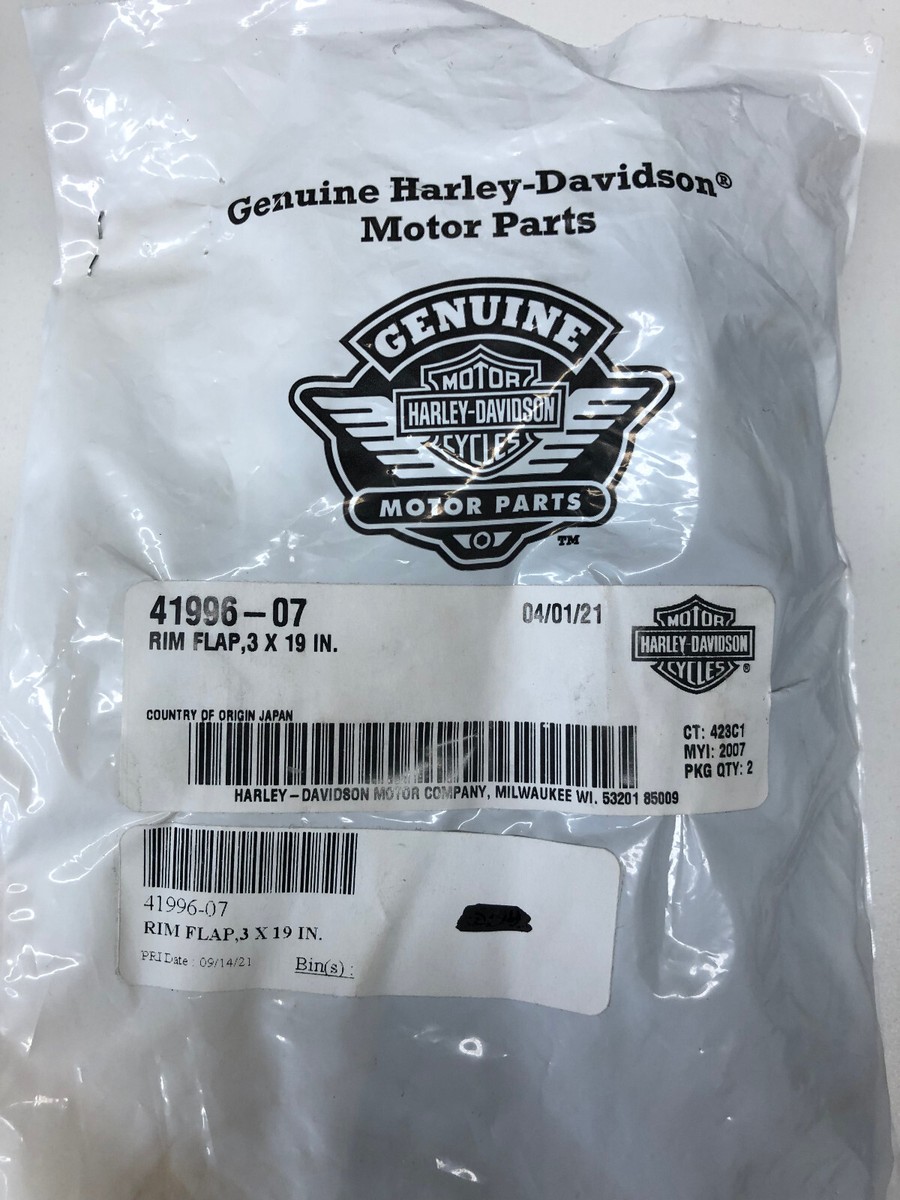 Genuine Harley-Davidson®
Motor Parts
GENUINE
MOTOR
HARLEY-DAVIDSON
CYCLES
MOTOR PARTS
™
41996-07
04/01/21
RIM FLAP,3 X 19 IN.
MOTOR
HARLEY-DAVIDSON
CYCLES
®
COUNTRY OF ORIGIN JAPAN
CT: 423C1
MYI: 2007
PKG QTY: 2
HARLEY-DAVIDSON MOTOR COMPANY, MILWAUKEE WI. 53201 85009
41996-07
RIM FLAP,3 X 19 IN.
PRI Date : 09/14/21
Bin(s) :